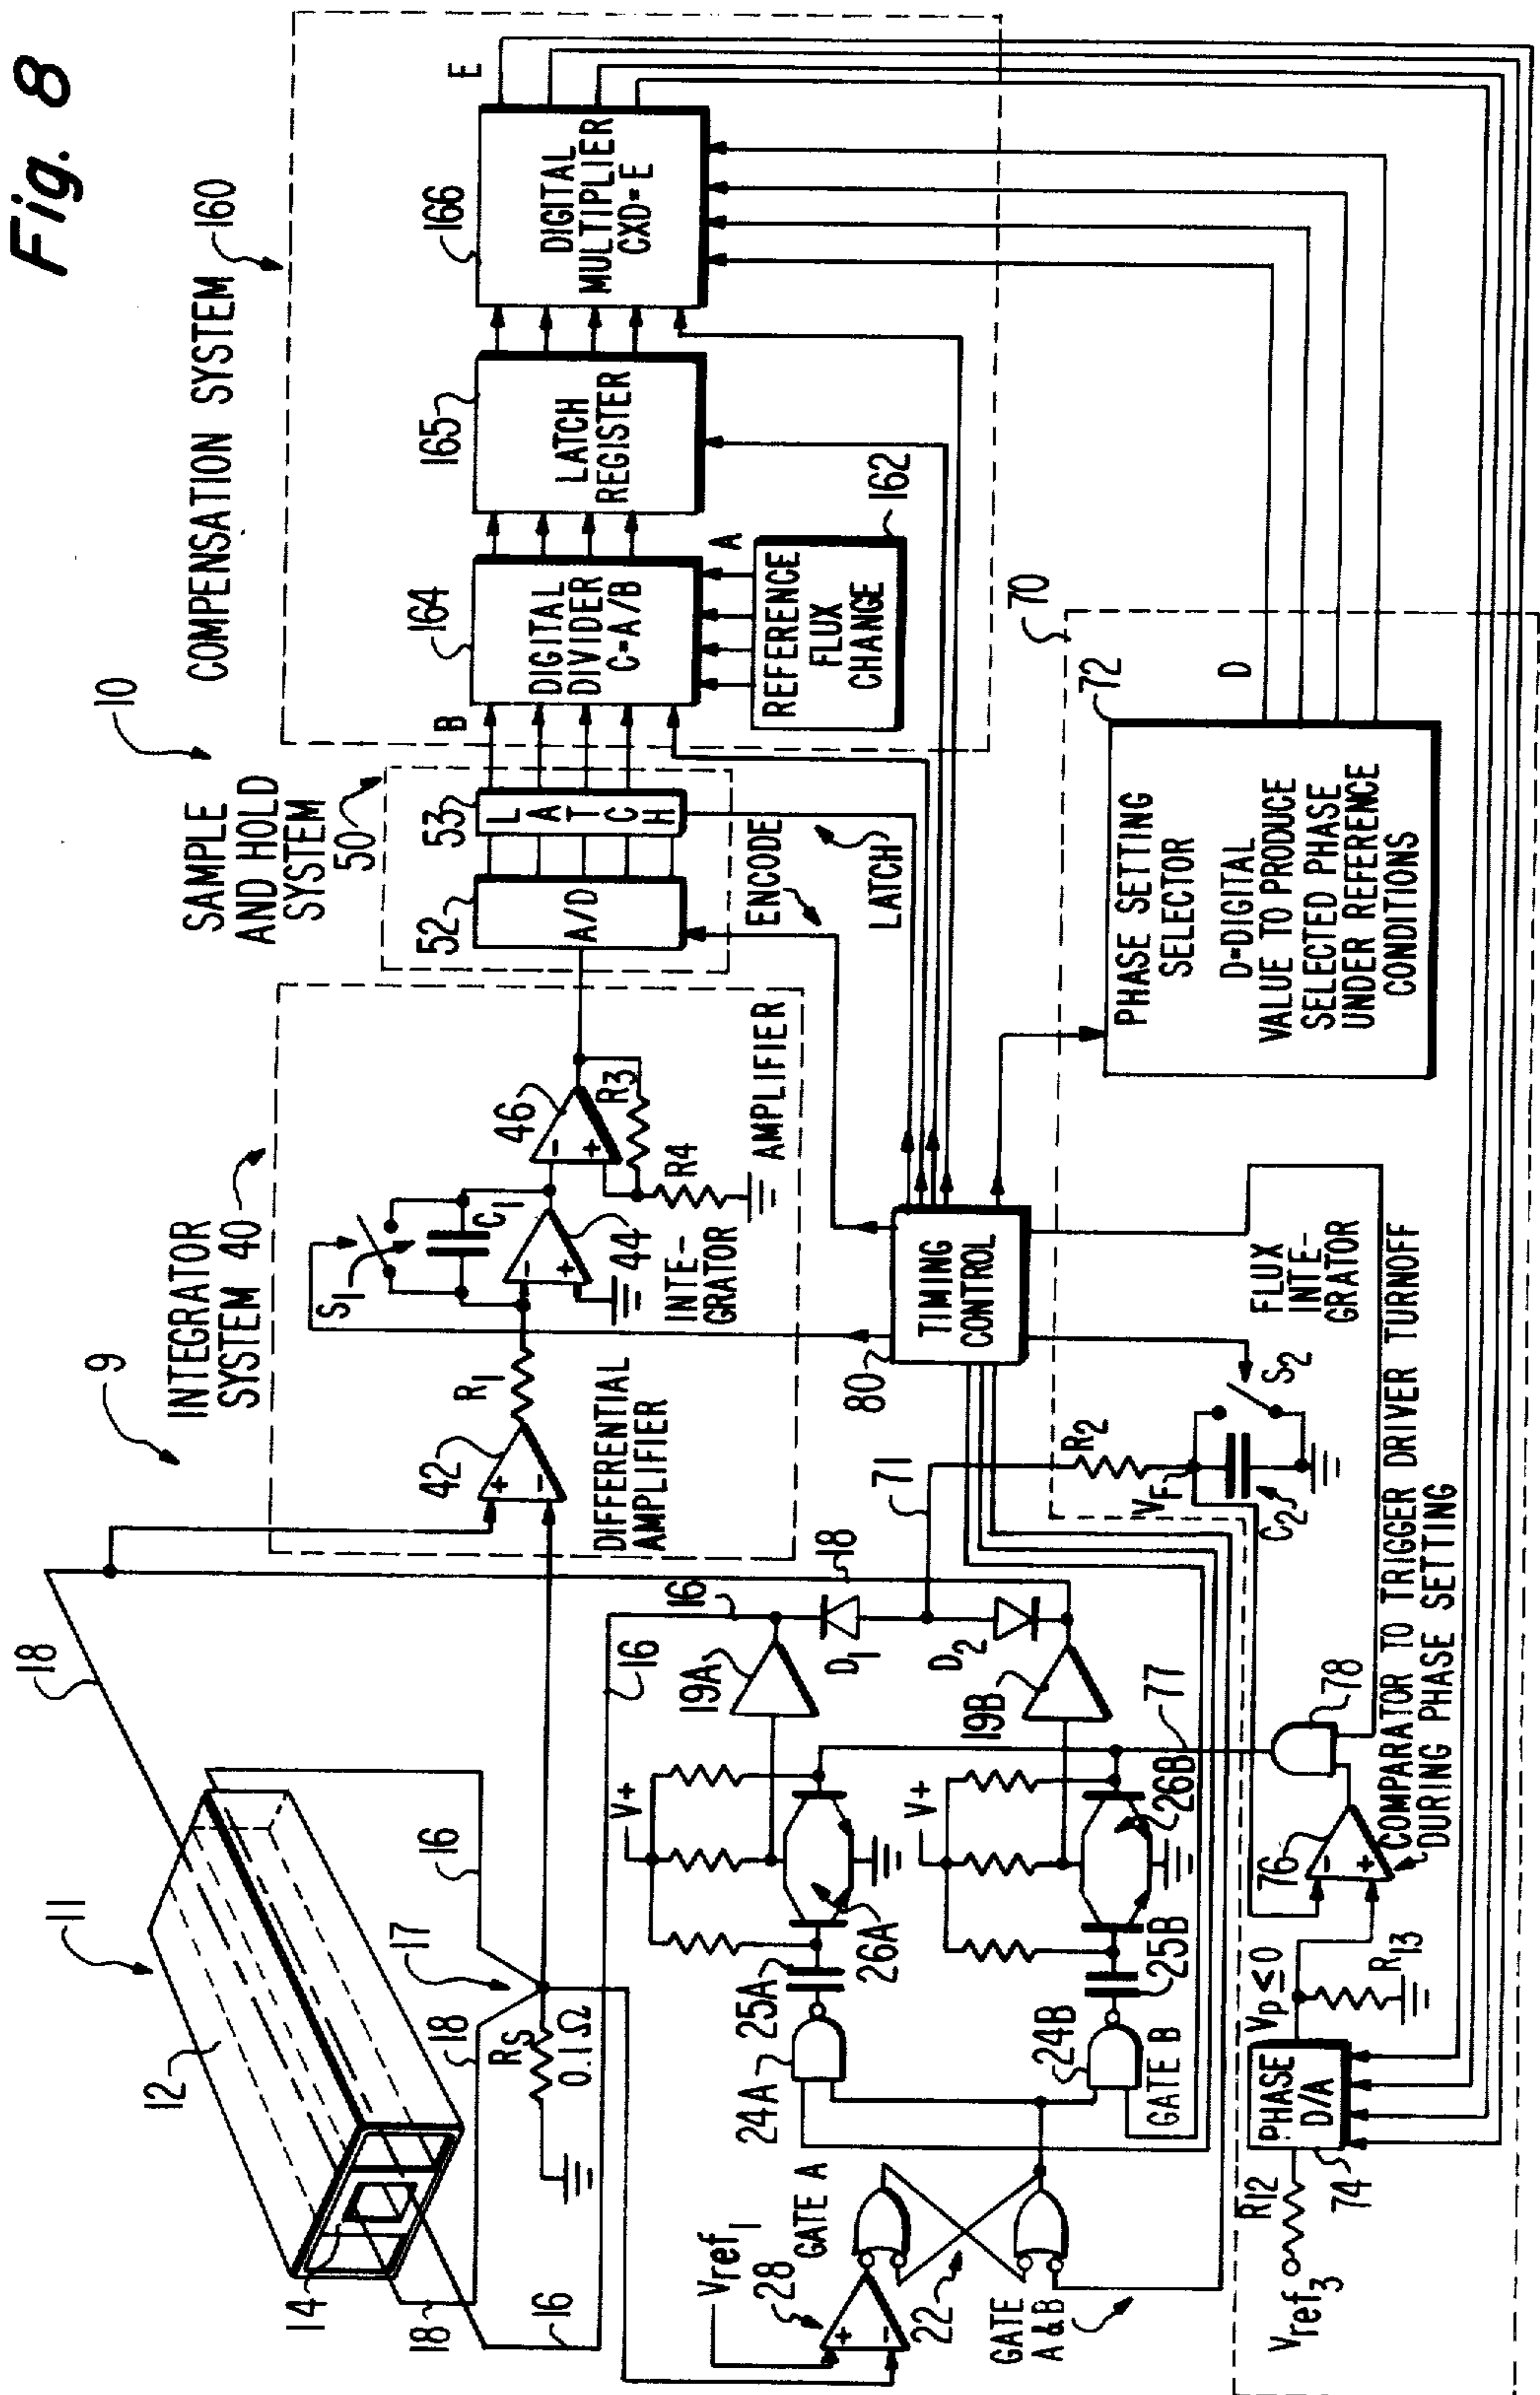 Fig. 8
10
COMPENSATION SYSTEM
160
9
INTEGRATOR
SYSTEM 40
SAMPLE
AND HOLD
SYSTEM
50
11
12
14
16
18
18
18
16
17
RS
0.1 Ω
42
+
-
DIFFERENTIAL
AMPLIFIER
R1
S1
C1
-
+
44
INTE-
GRATOR
46
-
+
R3
R4
AMPLIFIER
52
A/D
53
L
A
T
C
H
ENCODE
LATCH
B
164
DIGITAL
DIVIDER
C=A/B
A
REFERENCE
FLUX
CHANGE
162
165
LATCH
REGISTER
166
DIGITAL
MULTIPLIER
CXD=E
E
16
16
18
19A
D1
D2
19B
71
V+
26A
25A
24A
V+
26B
25B
24B
GATE B
77
80
TIMING
CONTROL
70
72
PHASE SETTING
SELECTOR
D=DIGITAL
VALUE TO PRODUCE
SELECTED PHASE
UNDER REFERENCE
CONDITIONS
D
R2
VF
C2
S2
FLUX
INTE-
GRATOR
Vref1
28
+
-
GATE A
22
GATE
A & B
78
76
-
+
COMPARATOR TO TRIGGER DRIVER TURNOFF
DURING PHASE SETTING
Vref3
R12
PHASE
D/A
74
Vp ≤ 0
R13